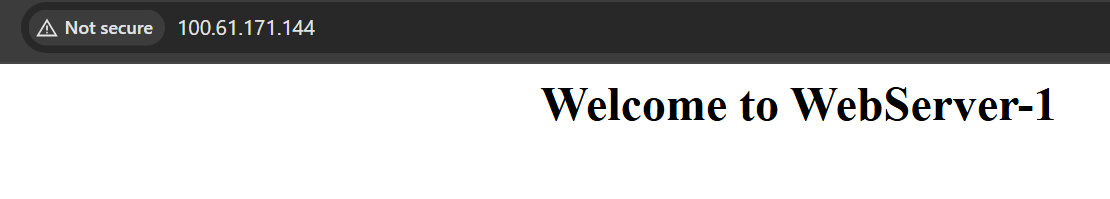 Not secure 100.61.171.144
Welcome to WebServer-1